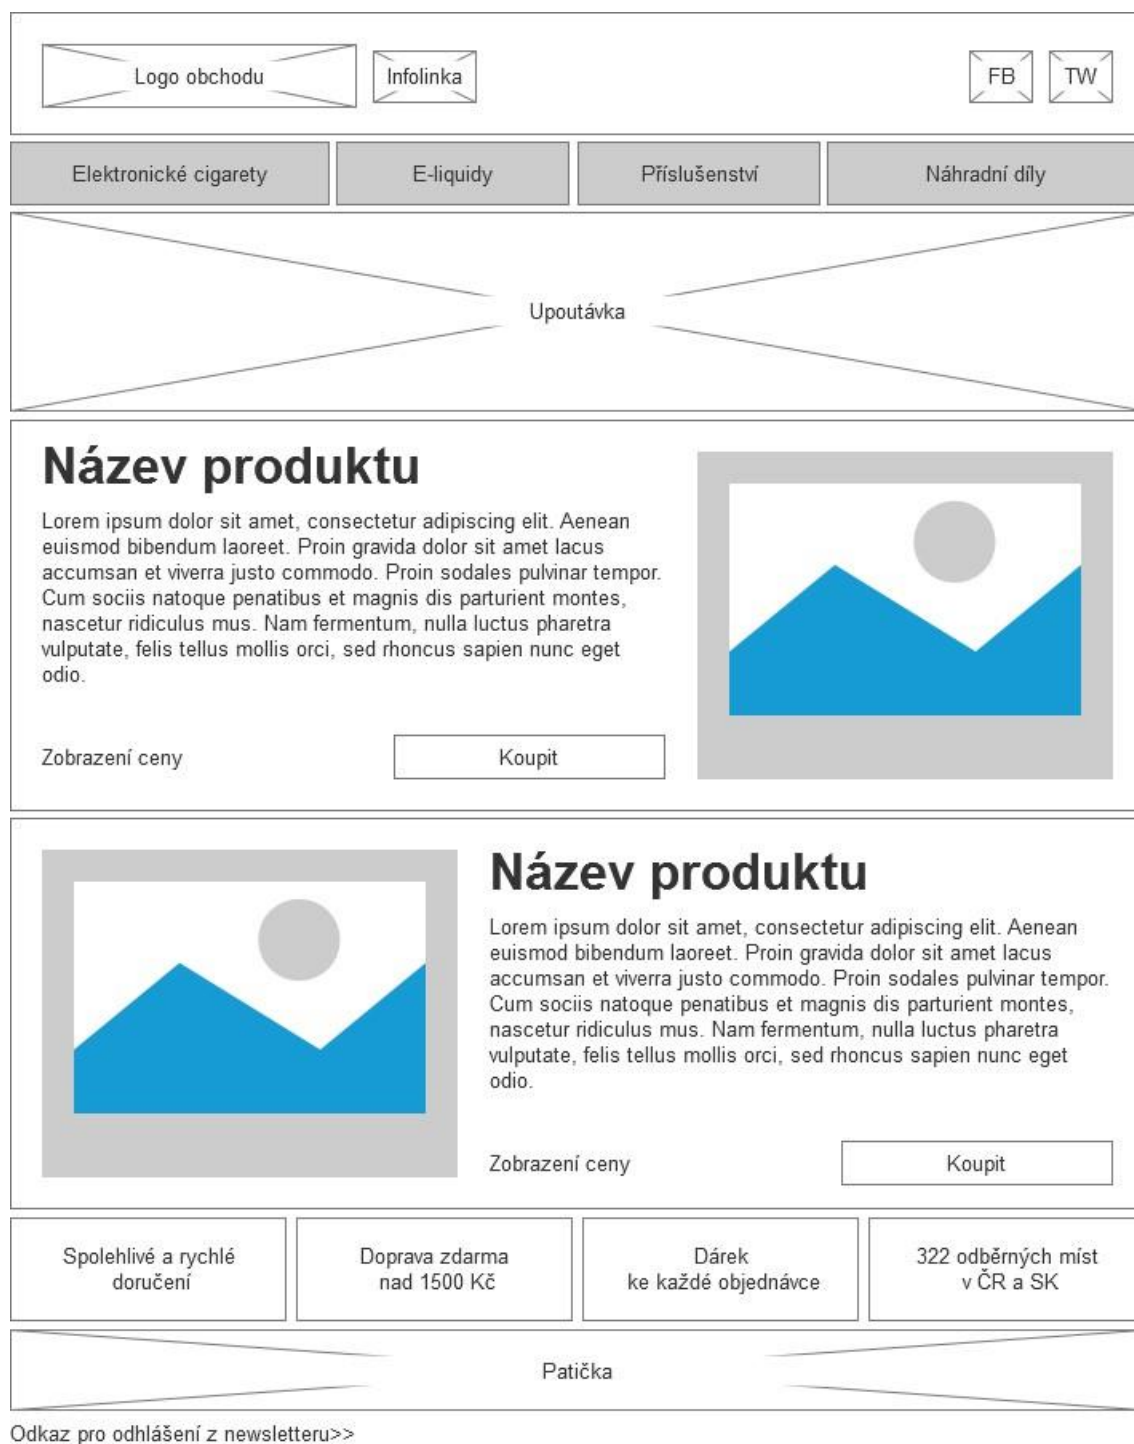 Logo obchodu
Infolinka
FB
TW
Elektronické cigarety
E-liquidy
Příslušenství
Náhradní díly
Upoutávka
Název produktu
Lorem ipsum dolor sit amet, consectetur adipiscing elit. Aenean
euismod bibendum laoreet. Proin gravida dolor sit amet lacus
accumsan et viverra justo commodo. Proin sodales pulvinar tempor.
Cum sociis natoque penatibus et magnis dis parturient montes,
nascetur ridiculus mus. Nam fermentum, nulla luctus pharetra
vulputate, felis tellus mollis orci, sed rhoncus sapien nunc eget
odio.
Zobrazení ceny
Koupit
Název produktu
Lorem ipsum dolor sit amet, consectetur adipiscing elit. Aenean
euismod bibendum laoreet. Proin gravida dolor sit amet lacus
accumsan et viverra justo commodo. Proin sodales pulvinar tempor.
Cum sociis natoque penatibus et magnis dis parturient montes,
nascetur ridiculus mus. Nam fermentum, nulla luctus pharetra
vulputate, felis tellus mollis orci, sed rhoncus sapien nunc eget
odio.
Zobrazení ceny
Koupit
Spolehlivé a rychlé
doručení
Doprava zdarma
nad 1500 Kč
Dárek
ke každé objednávce
322 odběrných míst
v ČR a SK
Patička
Odkaz pro odhlášení z newsletteru>>